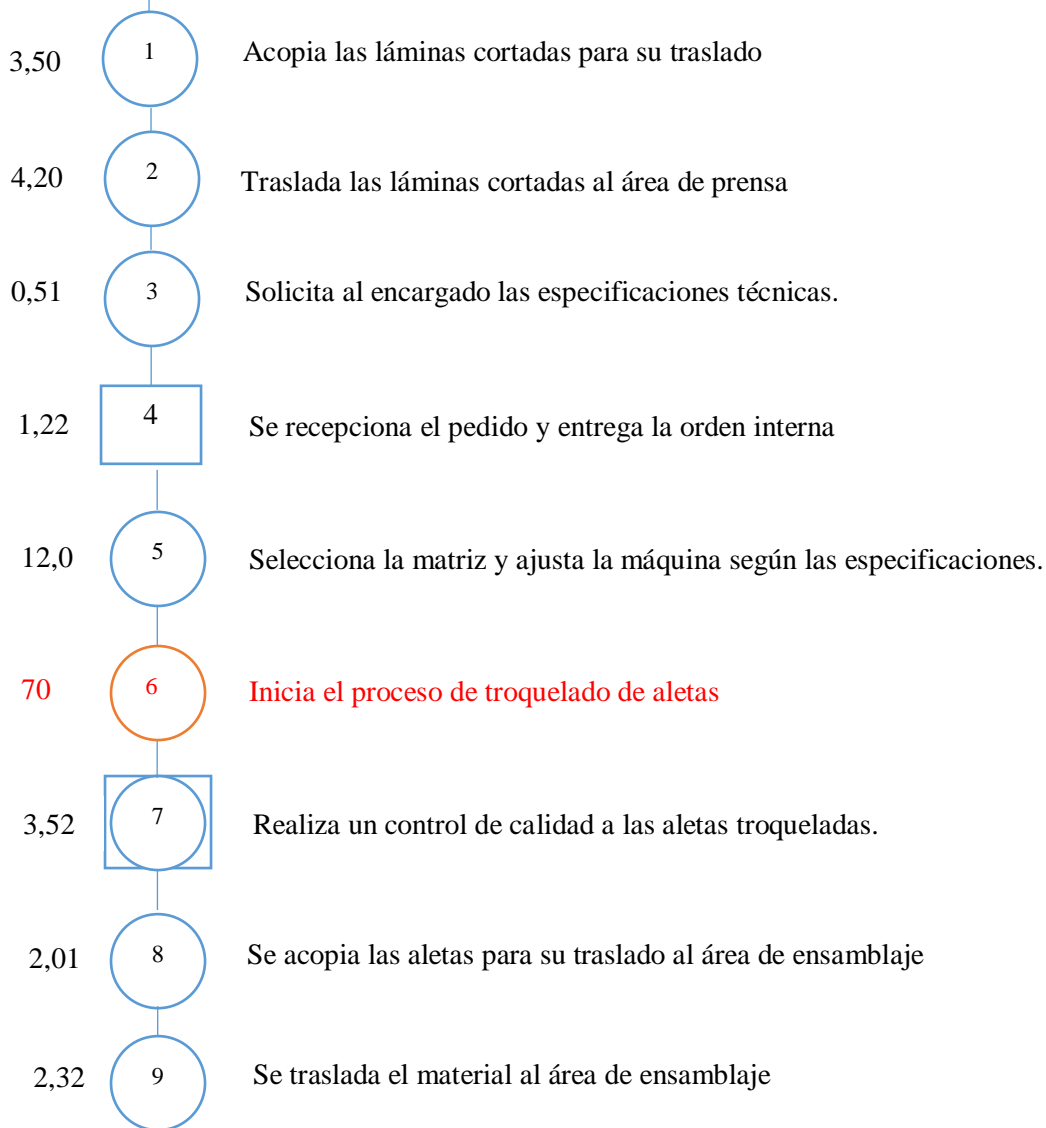 3,50 1 Acopia las láminas cortadas para su traslado
4,20 2 Traslada las láminas cortadas al área de prensa
0,51 3 Solicita al encargado las especificaciones técnicas.
1,22 4 Se recepciona el pedido y entrega la orden interna
12,0 5 Selecciona la matriz y ajusta la máquina según las especificaciones.
70 6 Inicia el proceso de troquelado de aletas
3,52 7 Realiza un control de calidad a las aletas troqueladas.
2,01 8 Se acopia las aletas para su traslado al área de ensamblaje
2,32 9 Se traslada el material al área de ensamblaje